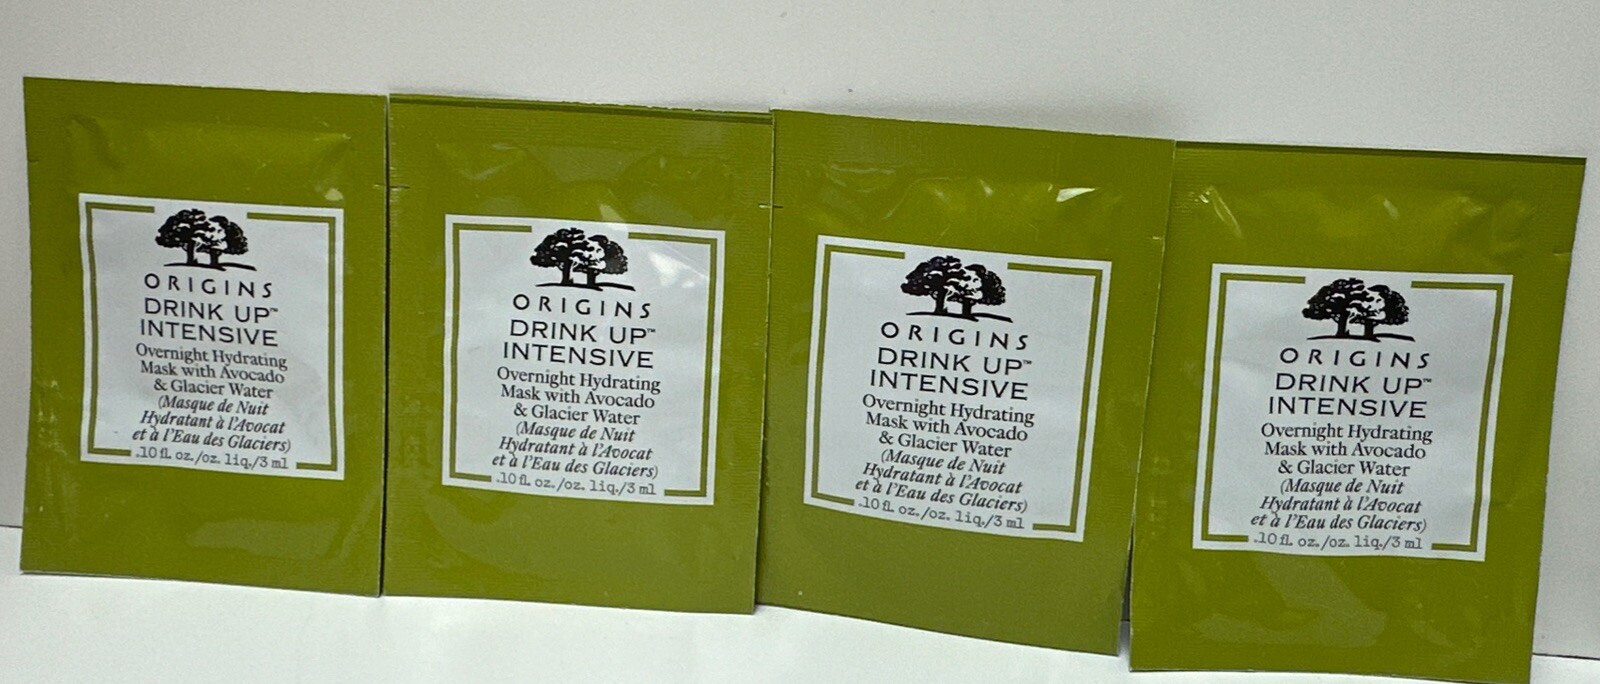 ORIGINS
DRINK UP™
INTENSIVE
Overnight Hydrating
Mask with Avocado
& Glacier Water
(Masque de Nuit
Hydratant à l'Avocat
et à l'Eau des Glaciers)
.10 fl. oz./oz. liq./3 ml
ORIGINS
DRINK UP™
INTENSIVE
Overnight Hydrating
Mask with Avocado
& Glacier Water
(Masque de Nuit
Hydratant à l'Avocat
et à l'Eau des Glaciers)
.10 fl. oz./oz. liq./3 ml
ORIGINS
DRINK UP™
INTENSIVE
Overnight Hydrating
Mask with Avocado
& Glacier Water
(Masque de Nuit
Hydratant à l'Avocat
et à l'Eau des Glaciers)
.10 fl. oz./oz. liq./3 ml
ORIGINS
DRINK UP™
INTENSIVE
Overnight Hydrating
Mask with Avocado
& Glacier Water
(Masque de Nuit
Hydratant à l'Avocat
et à l'Eau des Glaciers)
.10 fl. oz./oz. liq./3 ml